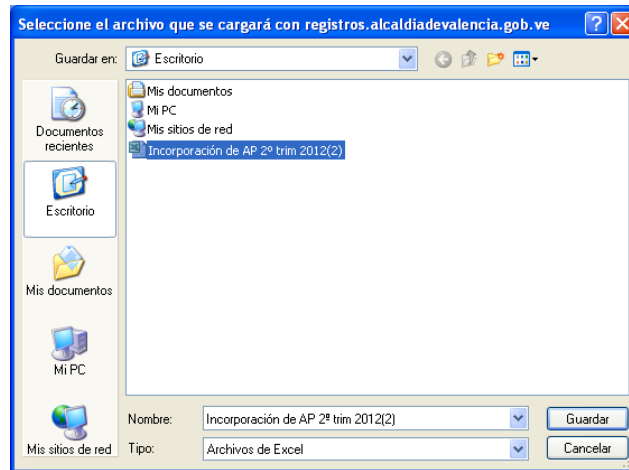 Seleccione el archivo que se cargará con registros.alcaldiadevalencia.gob.ve
Guardar en:
Escritorio
Documentos
recientes
Escritorio
Mis documentos
Mi PC
Mis sitios de red
Mis documentos
Mi PC
Mis sitios de red
Incorporación de AP 2º trim 2012(2)
Nombre:
Incorporación de AP 2º trim 2012(2)
Guardar
Tipo:
Archivos de Excel
Cancelar